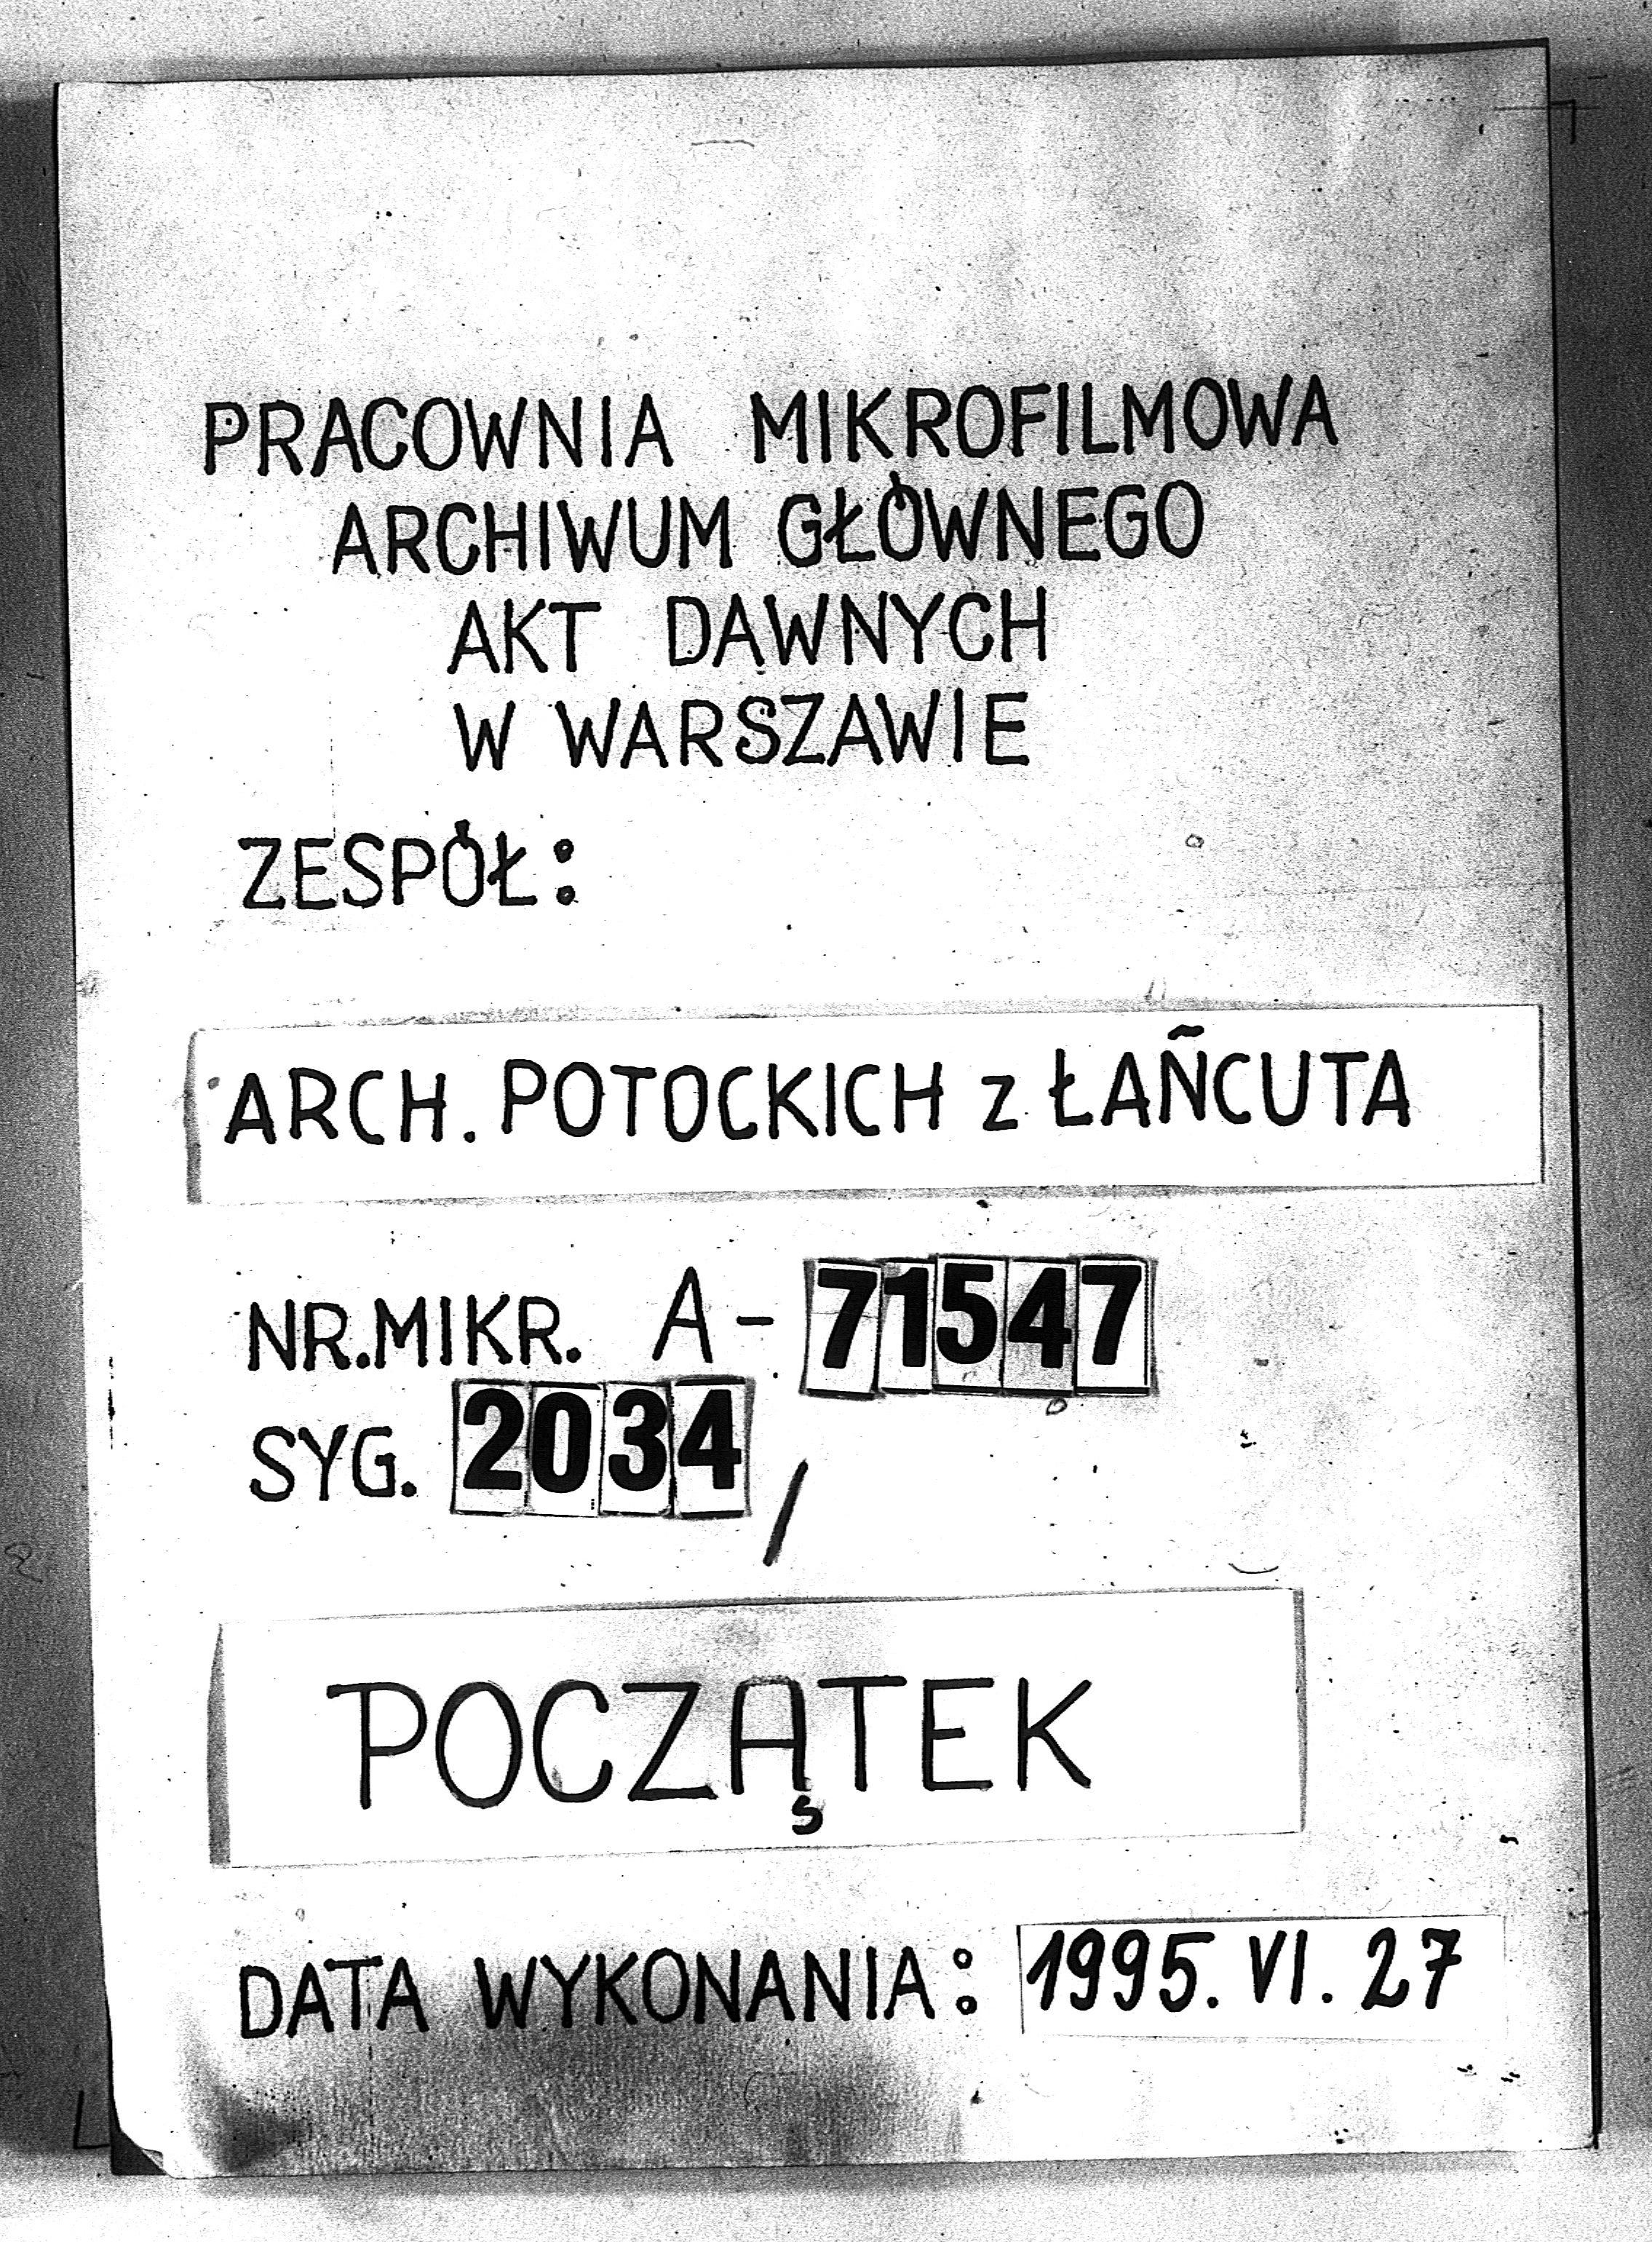 PRACOWNIA MIKROFILMOWA
ARCHIWUM GŁÓWNEGO
AKT DAWNYCH
W WARSZAWIE
ZESPÓŁ:
ARCH. POTOCKICH z ŁAÑCUTA
NR.MIKR. A-71547
SYG. 2034/
POCZĄTEK
DATA WYKONANIA: 1995. VI. 27